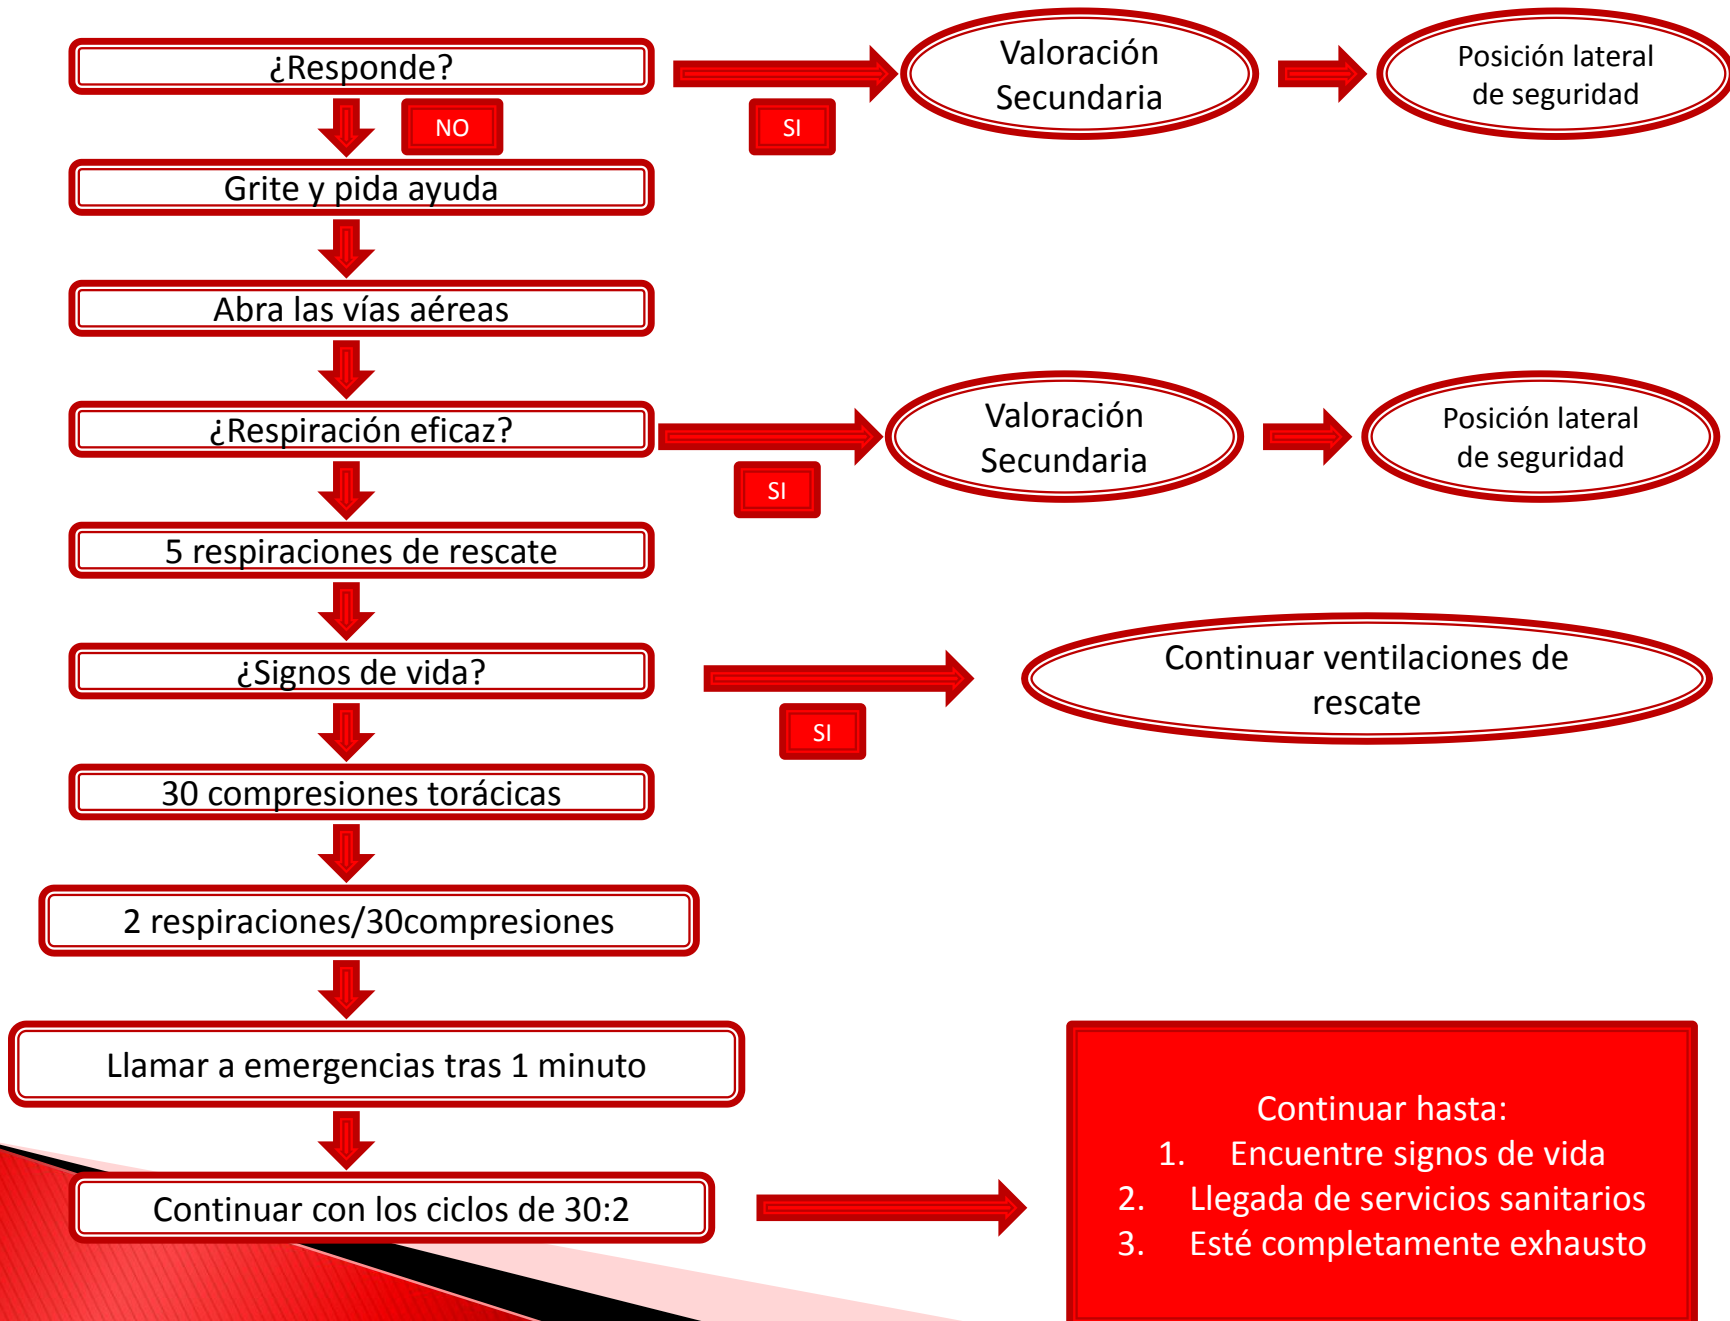 ¿Responde?
NO
SI
Valoración
Secundaria
Posición lateral
de seguridad
Grite y pida ayuda
Abra las vías aéreas
¿Respiración eficaz?
SI
Valoración
Secundaria
Posición lateral
de seguridad
5 respiraciones de rescate
¿Signos de vida?
SI
Continuar ventilaciones de
rescate
30 compresiones torácicas
2 respiraciones/30compresiones
Llamar a emergencias tras 1 minuto
Continuar con los ciclos de 30:2
Continuar hasta:
1. Encuentre signos de vida
2. Llegada de servicios sanitarios
3. Esté completamente exhausto